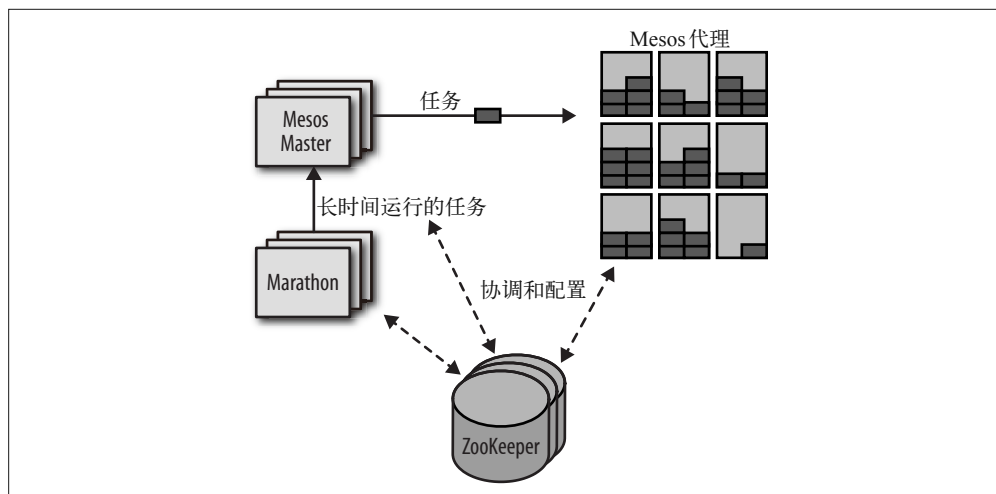 Mesos代理
任务
Mesos
Master
长时间运行的任务
Marathon
协调和配置
ZooKeeper